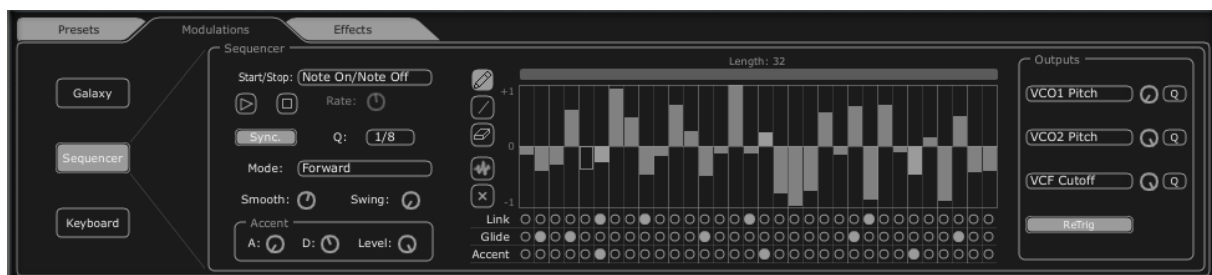 Presets
Modulations
Effects
Galaxy
Sequencer
Keyboard
Sequencer
Start/Stop: Note On/Note Off
Rate:
Sync.
Q: 1/8
Mode: Forward
Smooth:
Swing:
Accent
A:
D:
Level:
Length: 32
+1
0
0
-1
Link
Glide
Accent
Outputs
VCO1 Pitch
Q
VCO2 Pitch
Q
VCF Cutoff
Q
ReTrig